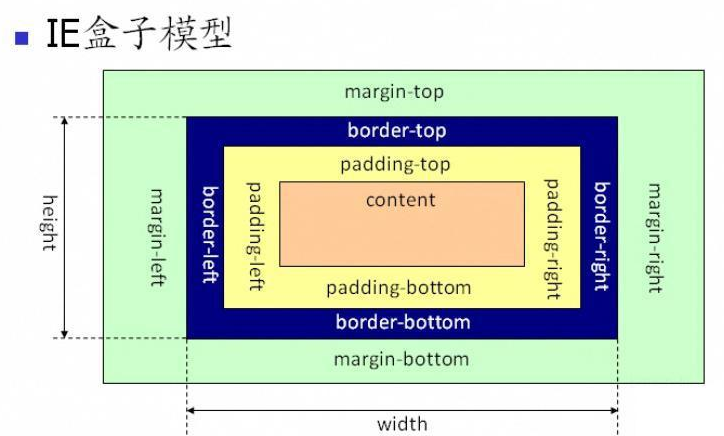 IE盒子模型
margin-top
border-top
padding-top
content
height
margin-left
border-left
padding-left
padding-right
border-right
margin-right
padding-bottom
border-bottom
margin-bottom
width